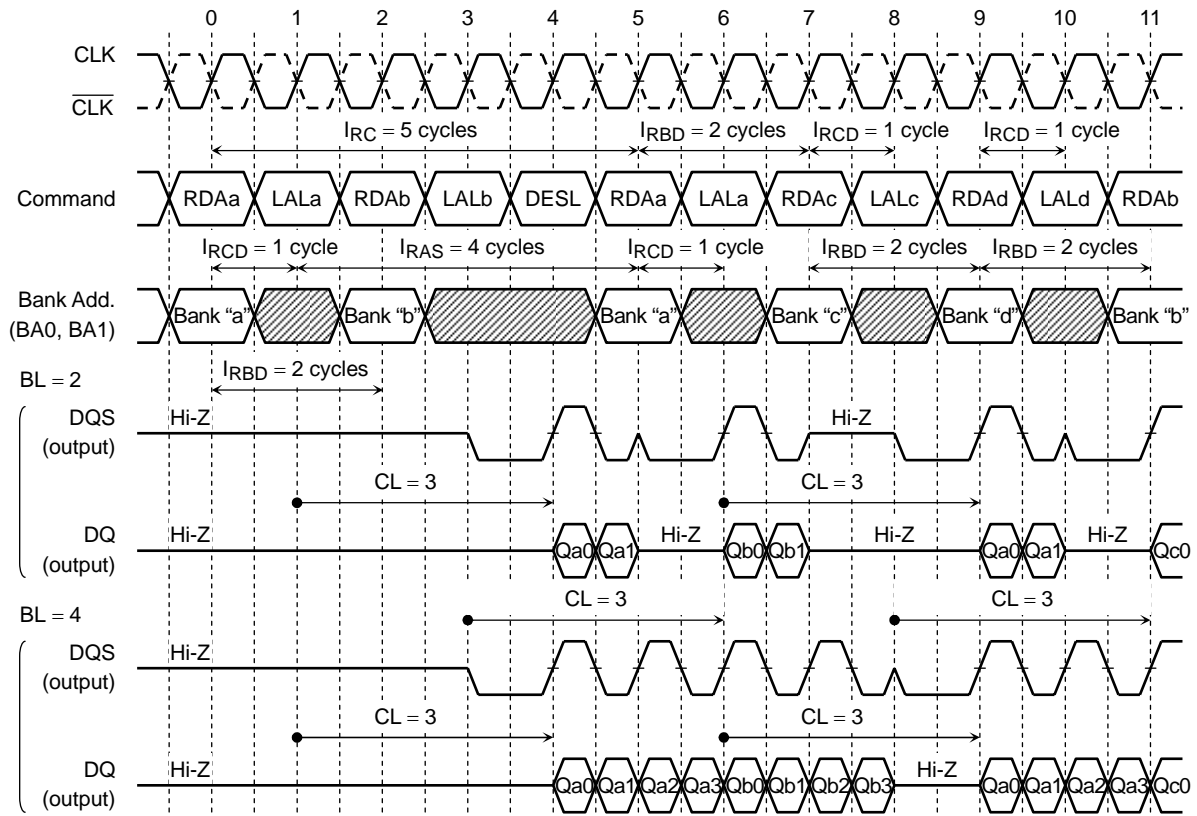 0 1 2 3 4 5 6 7 8 9 10 11
CLK
CLK
IRC = 5 cycles IRBD = 2 cycles IRCD = 1 cycle IRCD = 1 cycle
Command RDAa LALa RDAb LALb DESL RDAa LALa RDAc LALc RDAd LALd RDAb
IRCD = 1 cycle IRAS = 4 cycles IRCD = 1 cycle IRBD = 2 cycles IRBD = 2 cycles
Bank Add.
(BA0, BA1)
Bank “a” Bank “b” Bank “a” Bank “c” Bank “d” Bank “b”
IRBD = 2 cycles
BL = 2
DQS
(output)
Hi-Z Hi-Z
CL = 3 CL = 3
DQ
(output)
Hi-Z Qa0 Qa1 Hi-Z Qb0 Qb1 Hi-Z Qa0 Qa1 Hi-Z Qc0
CL = 3 CL = 3
BL = 4
DQS
(output)
Hi-Z
CL = 3 CL = 3
DQ
(output)
Hi-Z Qa0 Qa1 Qa2 Qa3 Qb0 Qb1 Qb2 Qb3 Hi-Z Qa0 Qa1 Qa2 Qa3 Qc0